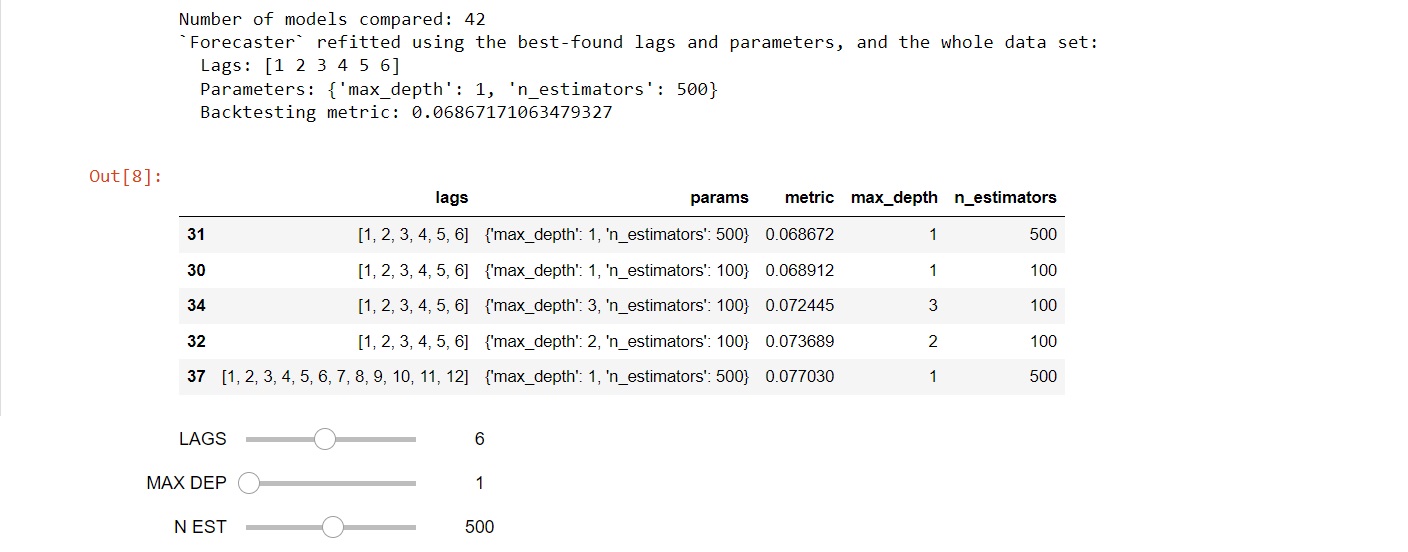 Number of models compared: 42
`Forecaster` refitted using the best-found lags and parameters, and the whole data set:
Lags: [1 2 3 4 5 6]
Parameters: {'max_depth': 1, 'n_estimators': 500}
Backtesting metric: 0.06867171063479327
Out[8]:
lags params metric max_depth n_estimators
31 [1, 2, 3, 4, 5, 6] {'max_depth': 1, 'n_estimators': 500} 0.068672 1 500
30 [1, 2, 3, 4, 5, 6] {'max_depth': 1, 'n_estimators': 100} 0.068912 1 100
34 [1, 2, 3, 4, 5, 6] {'max_depth': 3, 'n_estimators': 100} 0.072445 3 100
32 [1, 2, 3, 4, 5, 6] {'max_depth': 2, 'n_estimators': 100} 0.073689 2 100
37 [1, 2, 3, 4, 5, 6, 7, 8, 9, 10, 11, 12] {'max_depth': 1, 'n_estimators': 500} 0.077030 1 500
LAGS 6
MAX DEP 1
N EST 500